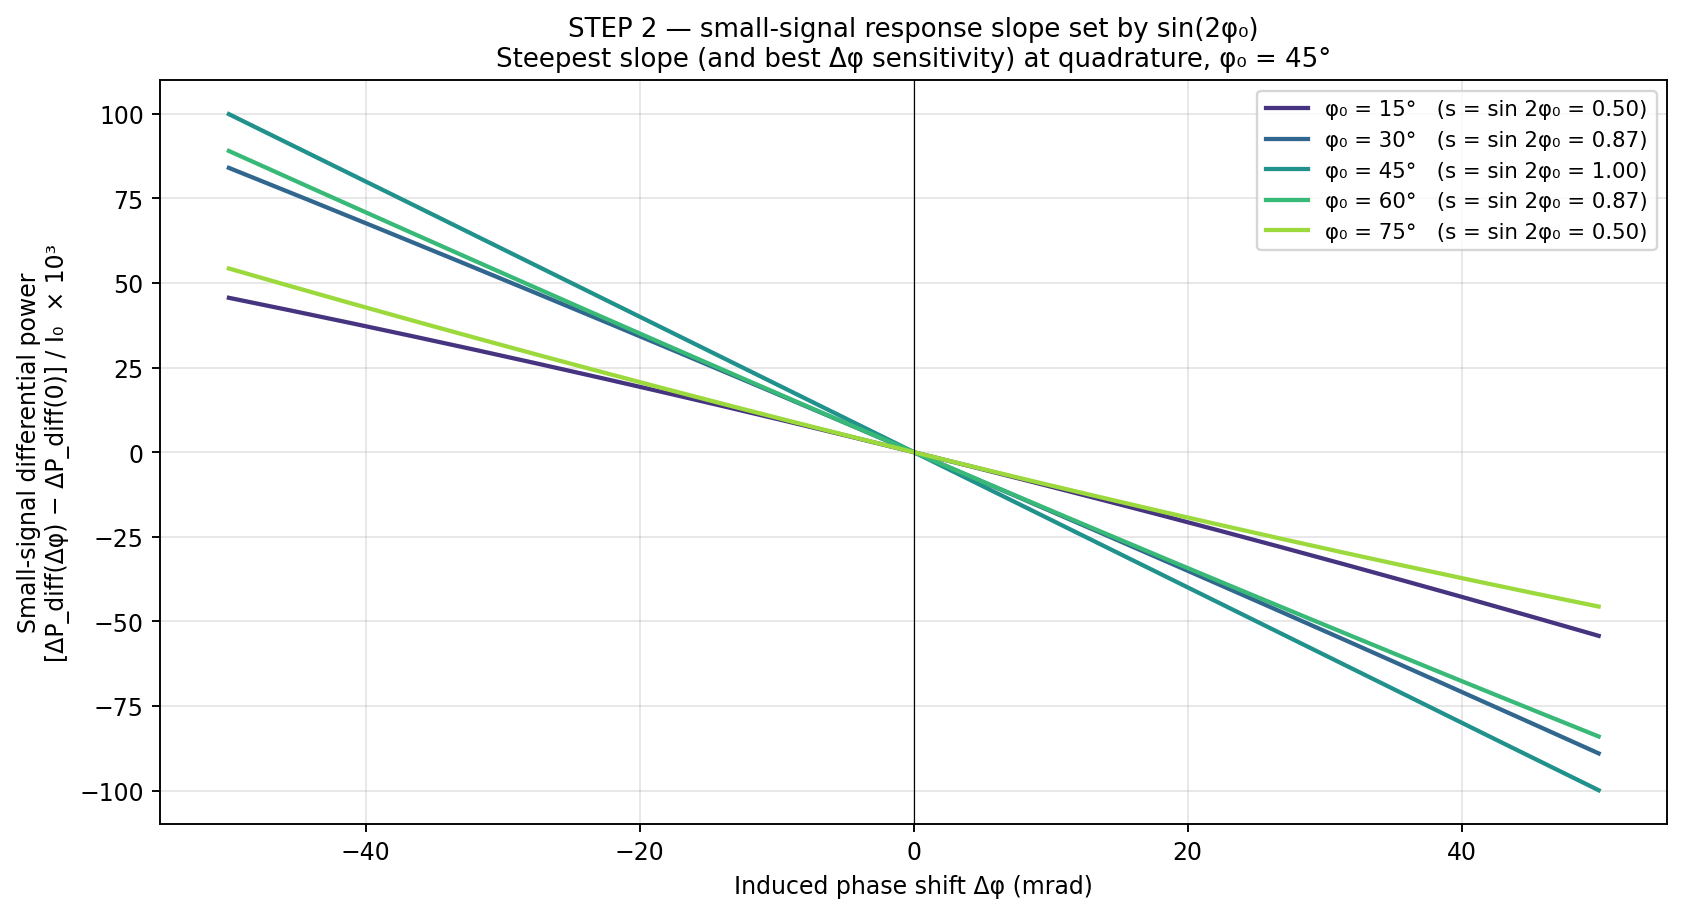 STEP 2 — small-signal response slope set by sin(2φ₀)
Steepest slope (and best Δφ sensitivity) at quadrature, φ₀ = 45°
Small-signal differential power
[ΔP_diff(Δφ) − ΔP_diff(0)] / I₀  × 10³
100
75
50
25
0
−25
−50
−75
−100
φ₀ = 15°   (s = sin 2φ₀ = 0.50)
φ₀ = 30°   (s = sin 2φ₀ = 0.87)
φ₀ = 45°   (s = sin 2φ₀ = 1.00)
φ₀ = 60°   (s = sin 2φ₀ = 0.87)
φ₀ = 75°   (s = sin 2φ₀ = 0.50)
−40
−20
0
20
40
Induced phase shift Δφ (mrad)